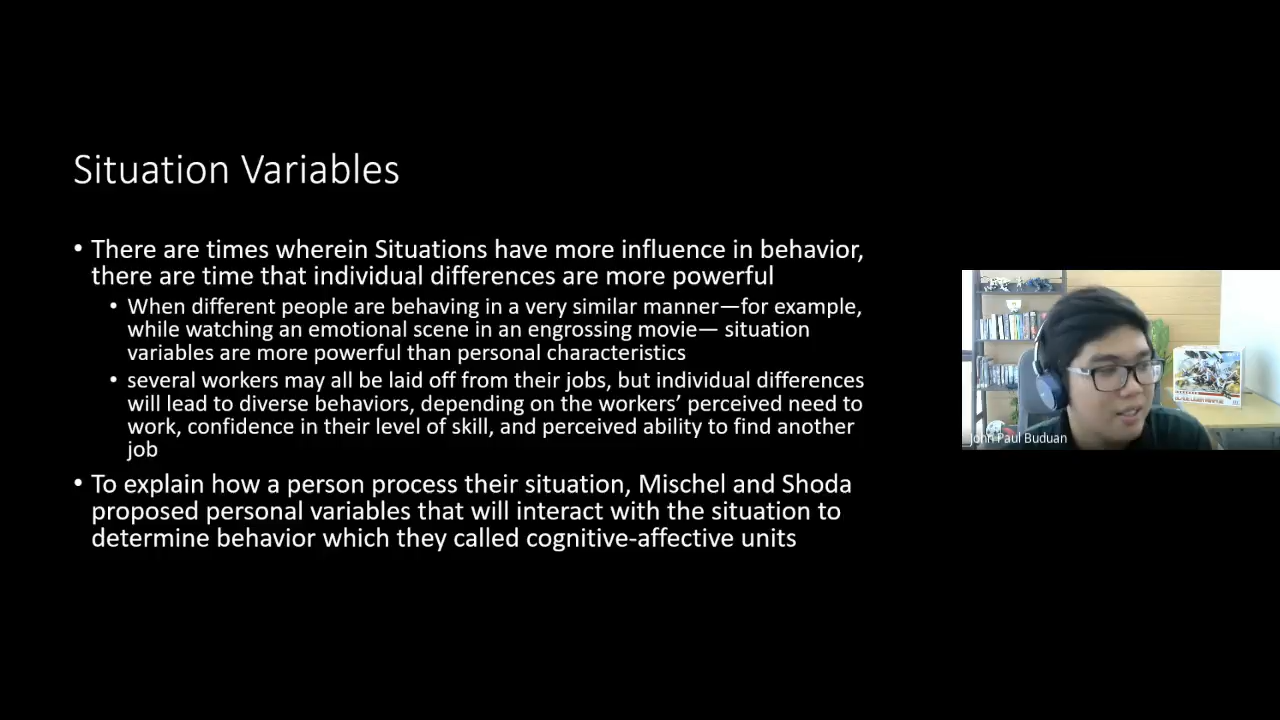 Situation Variables
• There are times wherein Situations have more influence in behavior,
there are time that individual differences are more powerful
• When different people are behaving in a very similar manner—for example,
while watching an emotional scene in an engrossing movie— situation
variables are more powerful than personal characteristics
• several workers may all be laid off from their jobs, but individual differences
will lead to diverse behaviors, depending on the workers’ perceived need to
work, confidence in their level of skill, and perceived ability to find another
job
• To explain how a person process their situation, Mischel and Shoda
proposed personal variables that will interact with the situation to
determine behavior which they called cognitive-affective units
John Paul Buduan